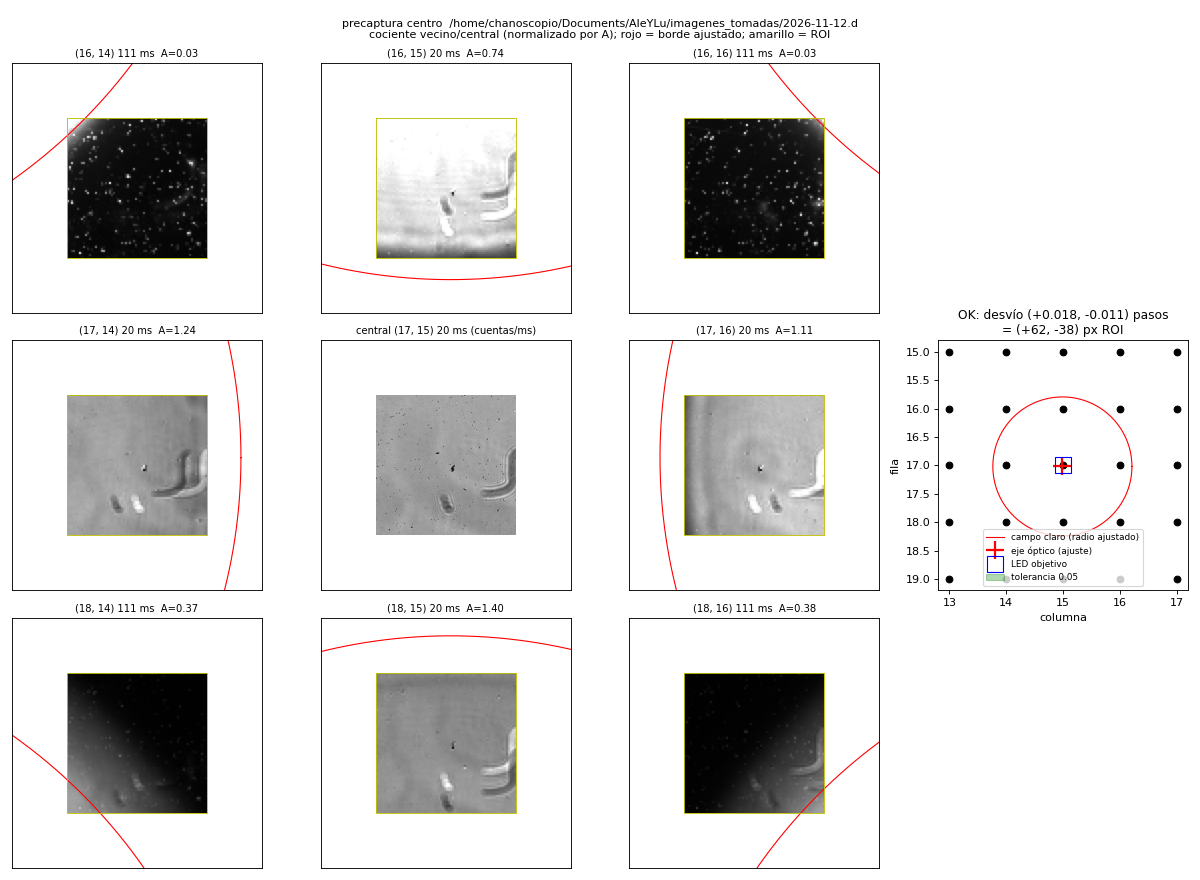 precaptura centro  /home/chanoscopio/Documents/AleYLu/imagenes_tomadas/2026-11-12.d
cociente vecino/central (normalizado por A); rojo = borde ajustado; amarillo = ROI
(16, 14) 111 ms  A=0.03
(16, 15) 20 ms  A=0.74
(16, 16) 111 ms  A=0.03
(17, 14) 20 ms  A=1.24
central (17, 15) 20 ms (cuentas/ms)
(17, 16) 20 ms  A=1.11
OK: desvío (+0.018, -0.011) pasos
= (+62, -38) px ROI
15.0
15.5
16.0
16.5
17.0
17.5
18.0
18.5
19.0
fila
campo claro (radio ajustado)
eje óptico (ajuste)
LED objetivo
tolerancia 0.05
13
14
15
16
17
columna
(18, 14) 111 ms  A=0.37
(18, 15) 20 ms  A=1.40
(18, 16) 111 ms  A=0.38